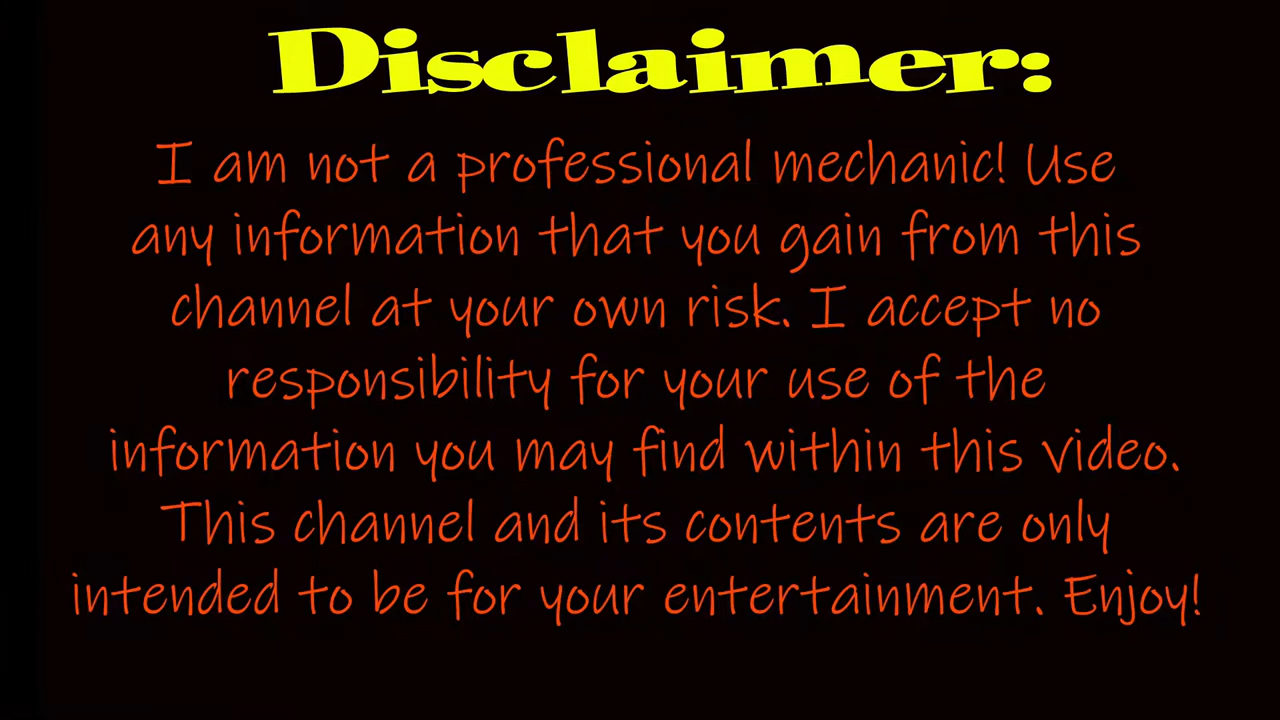 Disclaimer:
I am not a professional mechanic! Use
any information that you gain from this
channel at your own risk. I accept no
responsibility for your use of the
information you may find within this video.
This channel and its contents are only
intended to be for your entertainment. Enjoy!